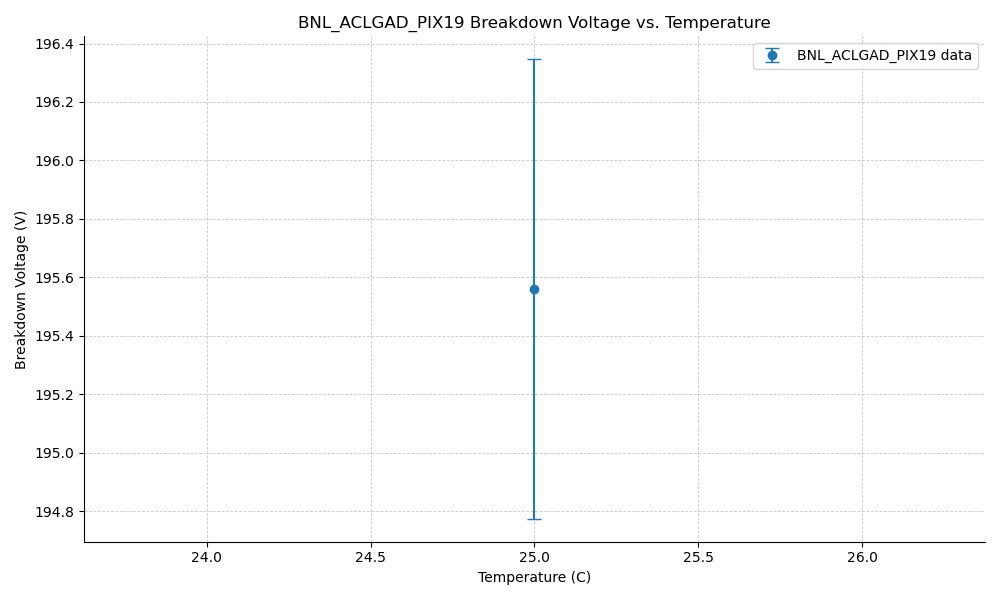 BNL_ACLGAD_PIX19 Breakdown Voltage vs. Temperature
BNL_ACLGAD_PIX19 data
Breakdown Voltage (V)
196.4
196.2
196.0
195.8
195.6
195.4
195.2
195.0
194.8
24.0 24.5 25.0 25.5 26.0
Temperature (C)